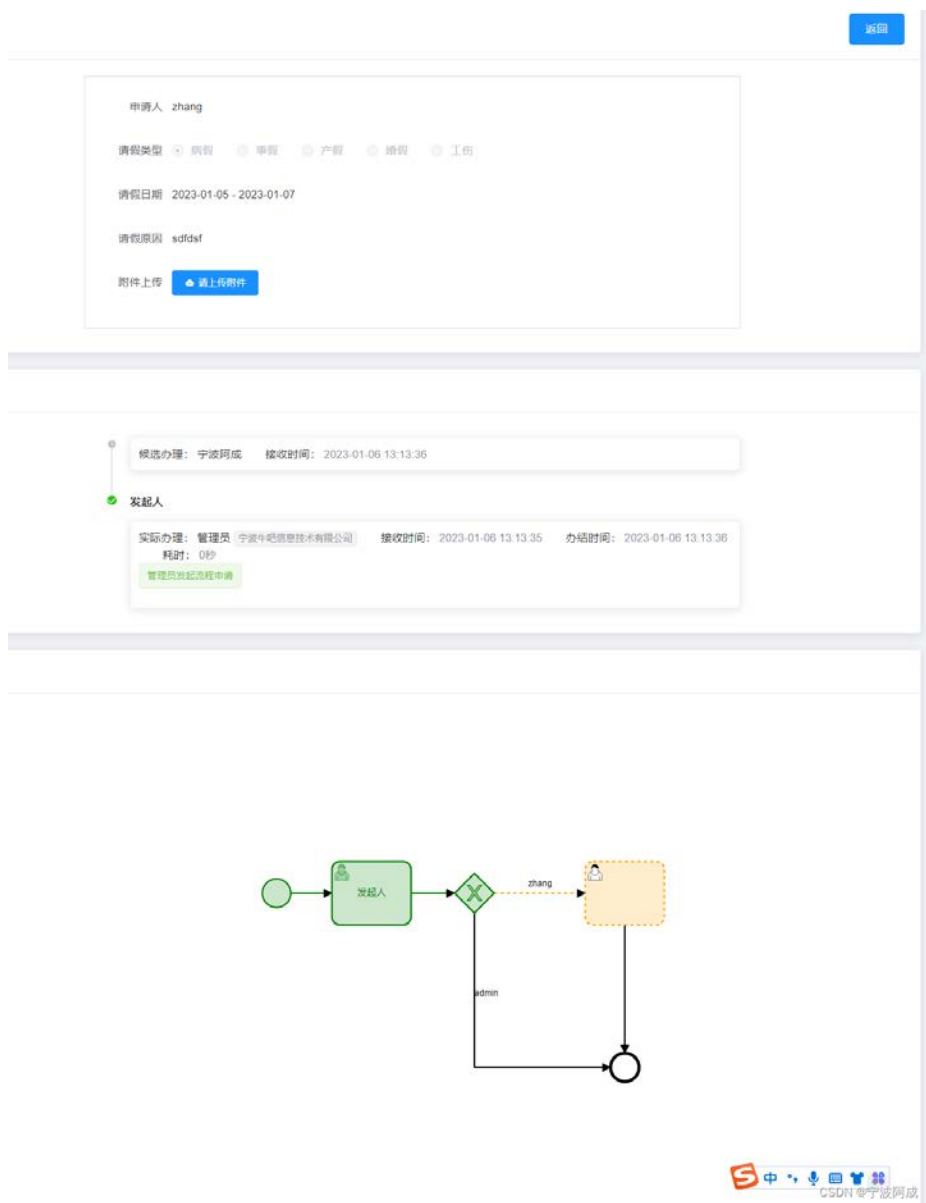 返回
申请人 zhang
请假类型 病假 事假 产假 婚假 工伤
请假日期 2023-01-05 - 2023-01-07
请假原因 sdfdsf
附件上传 请上传附件
候选办理： 宁波阿成 接收时间： 2023-01-06 13:13:36
发起人
实际办理： 管理员 宁波牛吧信息技术有限公司 接收时间： 2023-01-06 13:13:35 办结时间： 2023-01-06 13:13:36
耗时： 0秒
管理员发起流程申请
发起人
zhang
admin
中
CSDN @宁波阿成